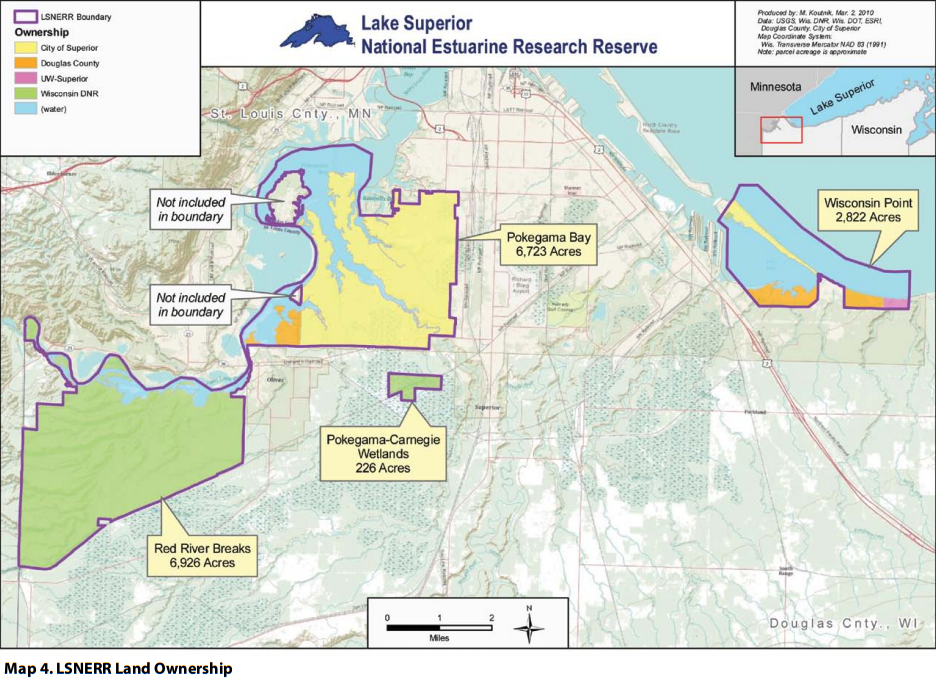 LSNERR Boundary
Ownership
City of Superior
Douglas County
UW-Superior
Wisconsin DNR
(water)
Lake Superior
National Estuarine Research Reserve
Produced by: M. Koutnik, Mar. 2, 2010
Data: USGS, Wis. DNR, Wis. DOT, ESRI,
Douglas County, City of Superior
Map Coordinate System:
Wis. Transverse Mercator NAD 83 (1991)
Note: parcel acreage is approximate
Minnesota
Lake Superior
Wisconsin
St. Louis Cnty., MN
Not included
in boundary
Wisconsin Point
2,822 Acres
Pokegama Bay
6,723 Acres
Not included
in boundary
Oliver
Superior
Pokegama-Carnegie
Wetlands
226 Acres
Parkland
Red River Breaks
6,926 Acres
South
Range
0 1 2
Miles
N
Douglas Cnty., WI
Map 4. LSNERR Land Ownership